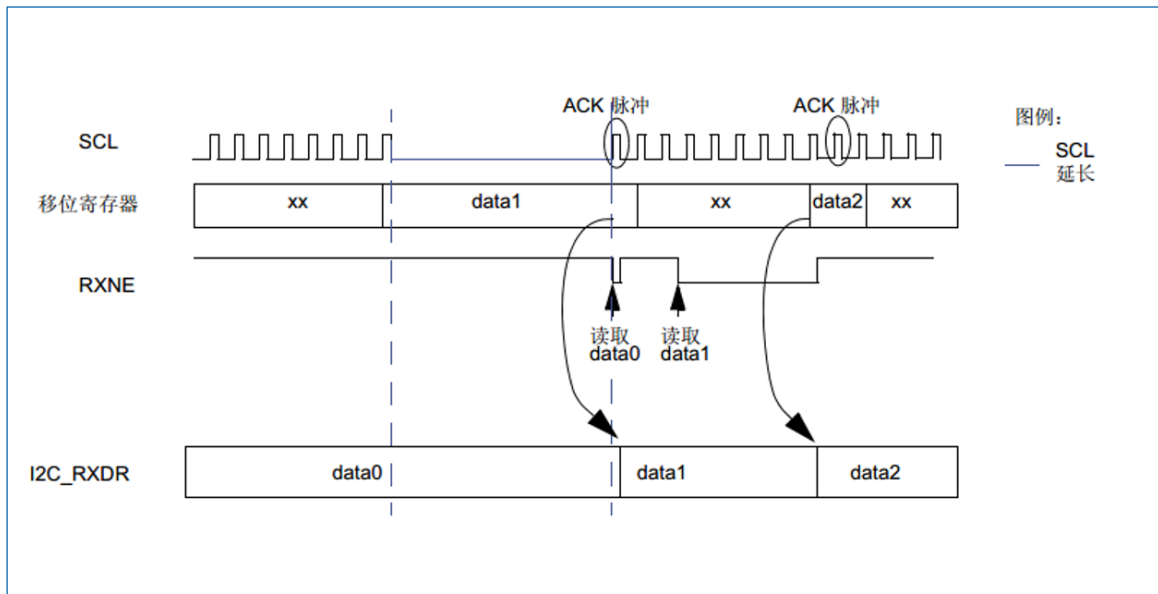 ACK 脉冲
ACK 脉冲
图例：
SCL
SCL
延长
移位寄存器
xx
data1
xx
data2
xx
RXNE
读取
data0
读取
data1
I2C_RXDR
data0
data1
data2